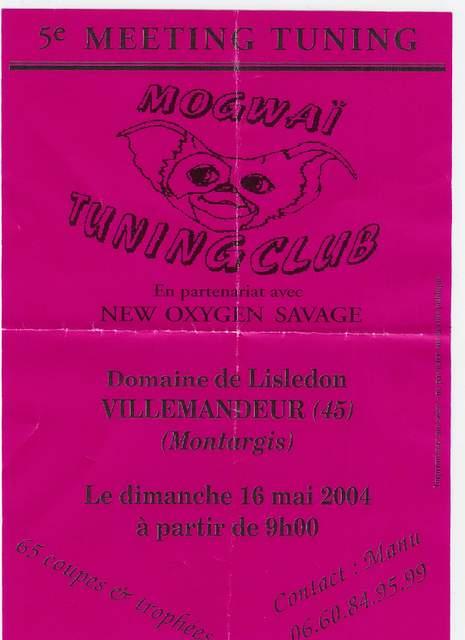 5e MEETING TUNING
MOGWAÏ
TUNING CLUB
En partenariat avec
NEW OXYGEN SAVAGE
Domaine de Lisledon
VILLEMANDEUR (45)
(Montargis)
Le dimanche 16 mai 2004
à partir de 9h00
65 coupes & trophees
Contact : Manu
06.60.84.95.99